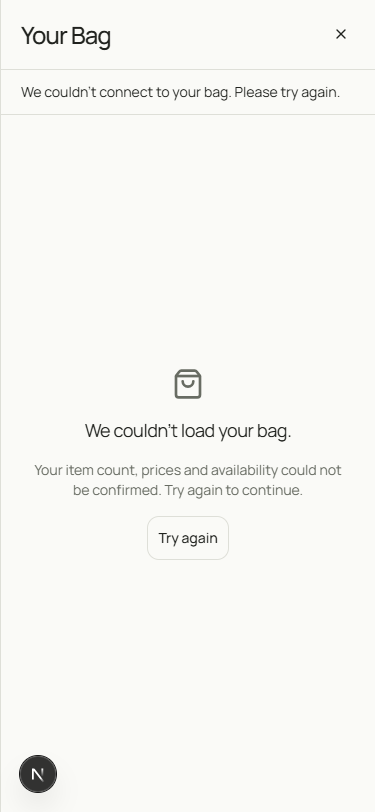 Your Bag
We couldn't connect to your bag. Please try again.
We couldn't load your bag.
Your item count, prices and availability could not
be confirmed. Try again to continue.
Try again
N